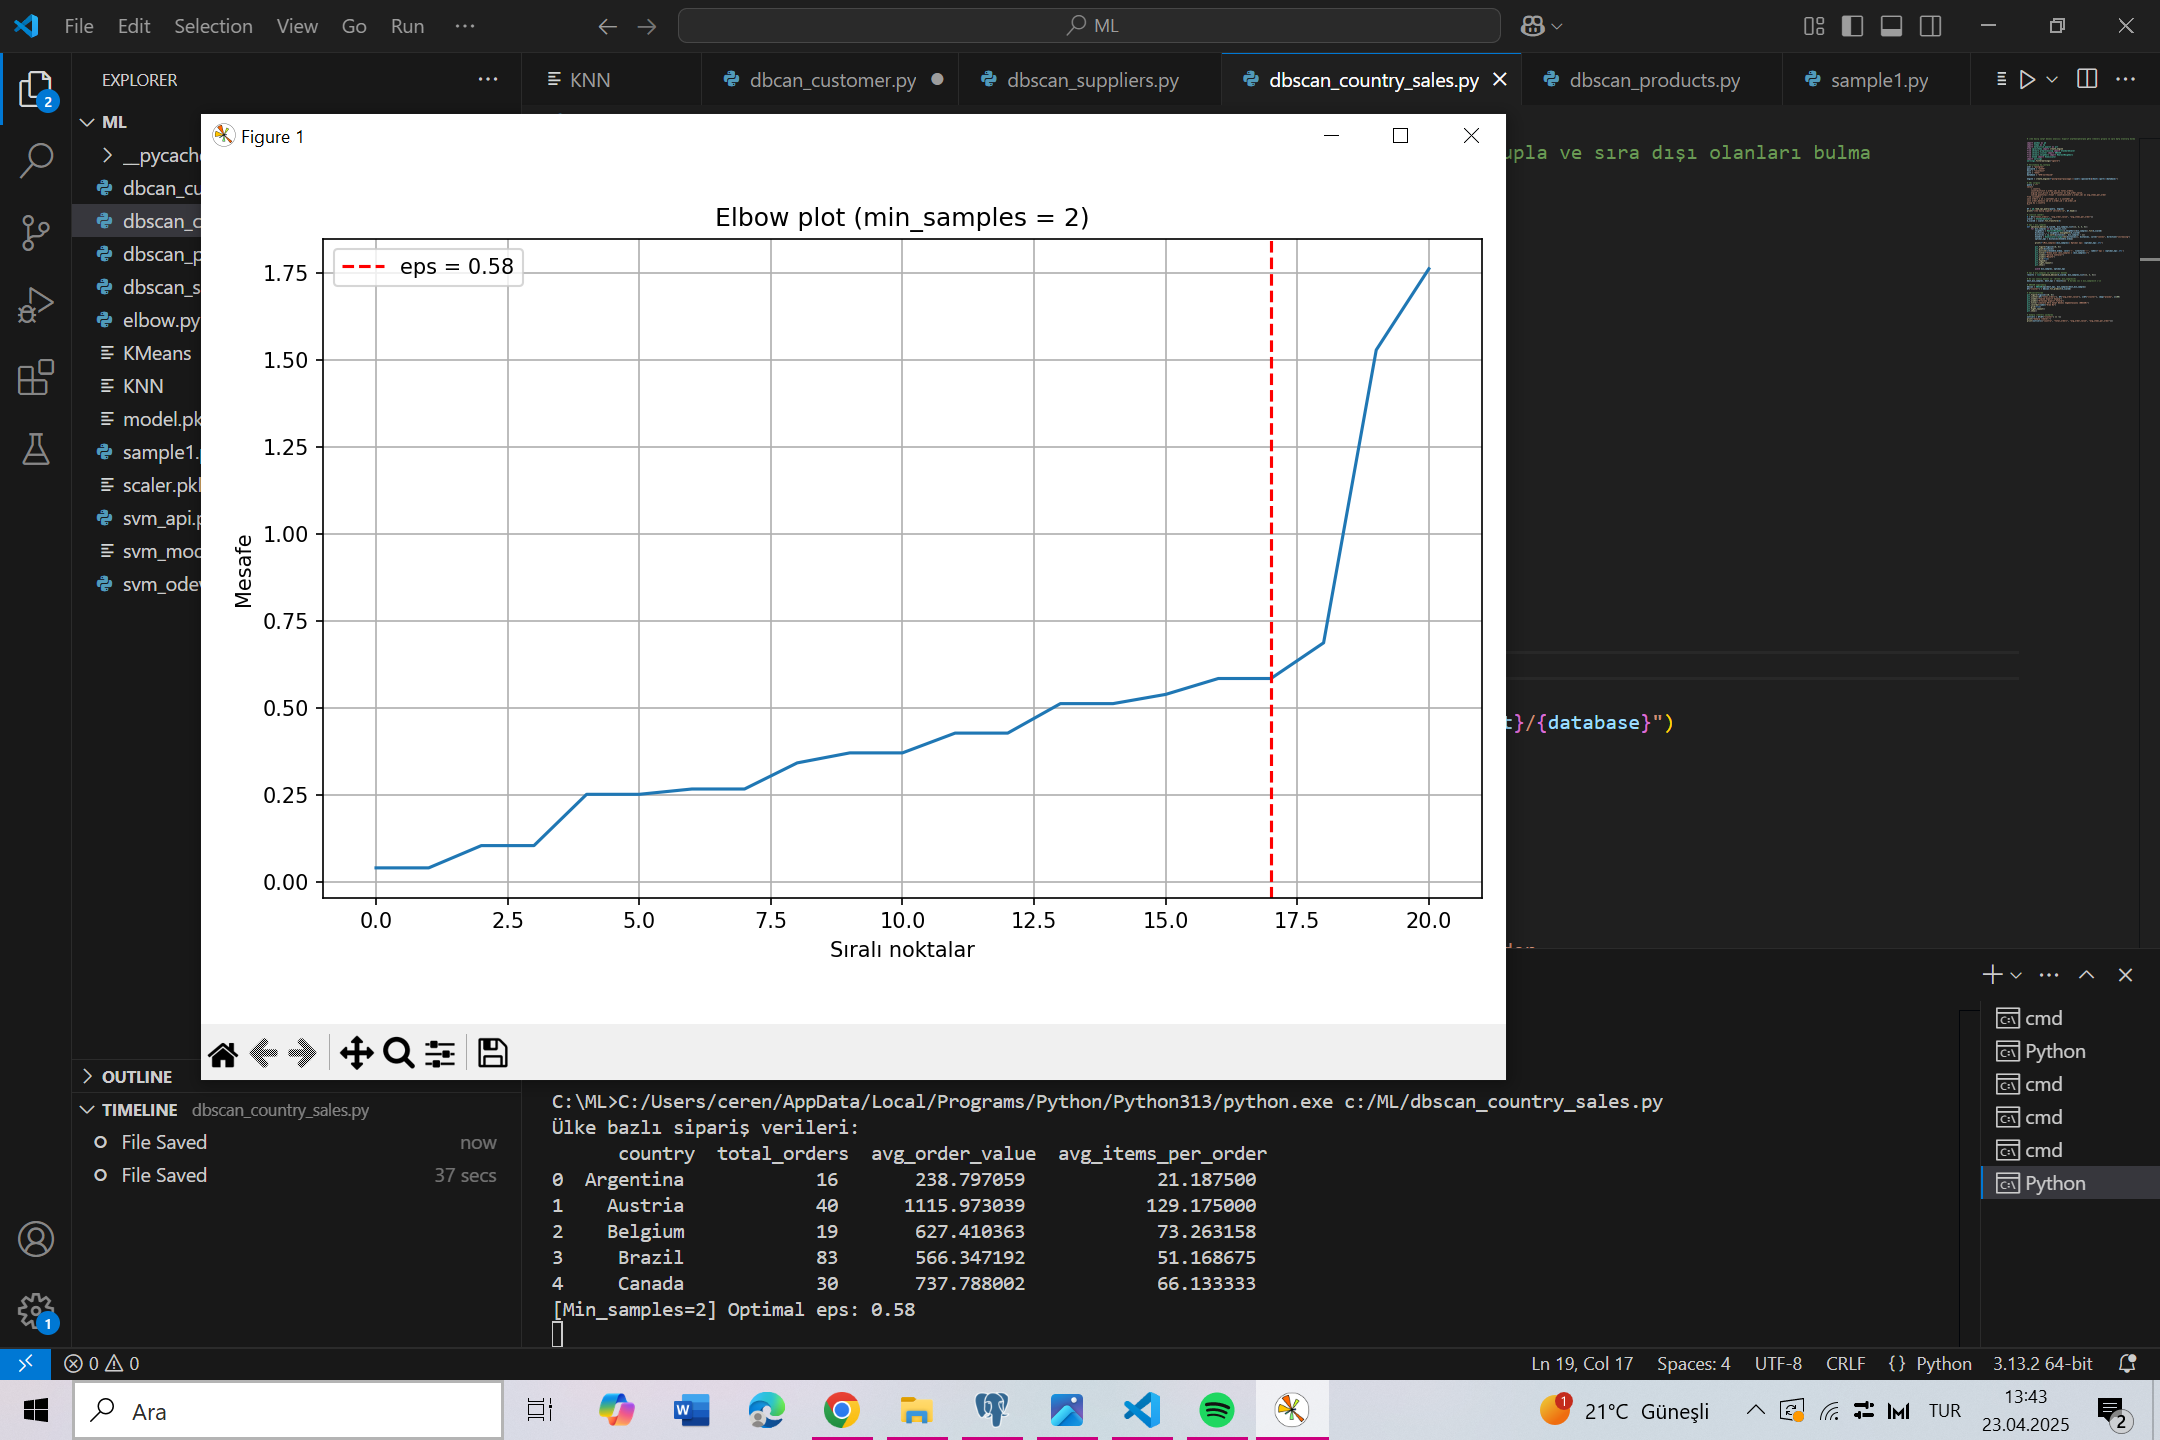 File Edit Selection View Go Run ···
ML
EXPLORER ···
KNN
dbcan_customer.py
dbscan_suppliers.py
dbscan_country_sales.py
dbscan_products.py
sample1.py
2
ML
__pycach
dbcan_cu
dbscan_c
dbscan_p
dbscan_s
elbow.py
KMeans
KNN
model.pk
sample1.
scaler.pkl
svm_api.p
svm_mod
svm_odev
upla ve sıra dışı olanları bulma
t}/{database}")
Figure 1
Elbow plot (min_samples = 2)
eps = 0.58
1.75
1.50
1.25
1.00
0.75
0.50
0.25
0.00
Mesafe
0.0 2.5 5.0 7.5 10.0 12.5 15.0 17.5 20.0
Sıralı noktalar
OUTLINE
TIMELINE dbscan_country_sales.py
File Saved now
File Saved 37 secs
1
C:\ML>C:/Users/ceren/AppData/Local/Programs/Python/Python313/python.exe c:/ML/dbscan_country_sales.py
Ülke bazlı sipariş verileri:
country total_orders avg_order_value avg_items_per_order
0 Argentina 16 238.797059 21.187500
1 Austria 40 1115.973039 129.175000
2 Belgium 19 627.410363 73.263158
3 Brazil 83 566.347192 51.168675
4 Canada 30 737.788002 66.133333
[Min_samples=2] Optimal eps: 0.58
cmd
Python
cmd
cmd
cmd
Python
0 0
Ln 19, Col 17 Spaces: 4 UTF-8 CRLF {} Python 3.13.2 64-bit
Ara
1
21°C Güneşli
TUR
13:43
23.04.2025
2